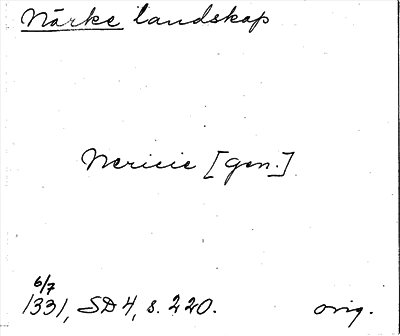 Närke landskap
Nericie [gen.]
6/7
1331, SD 4, s. 220. orig.